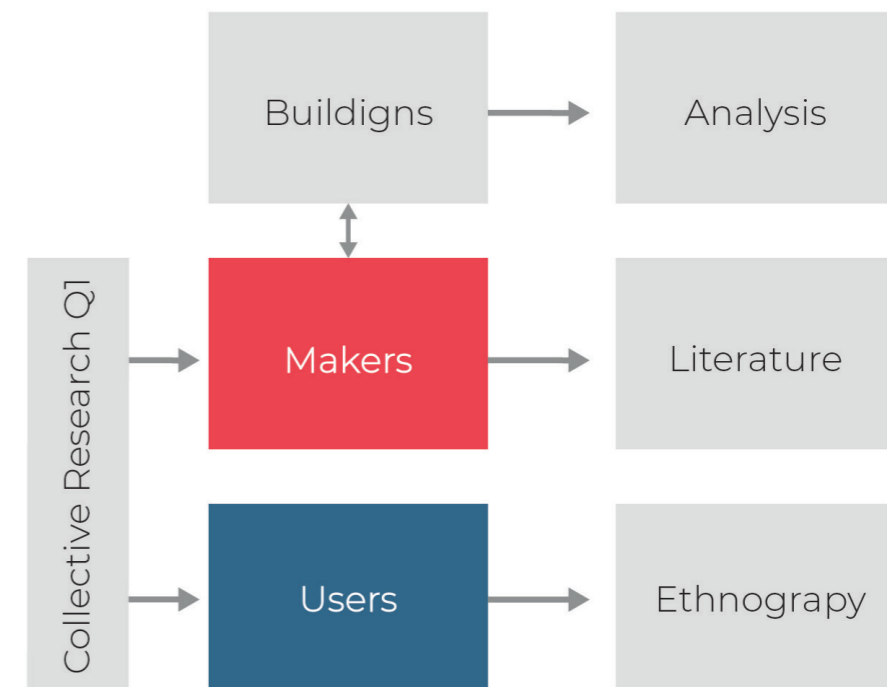 Buildigns
Analysis
Collective Research Q1
Makers
Literature
Users
Ethnograpy